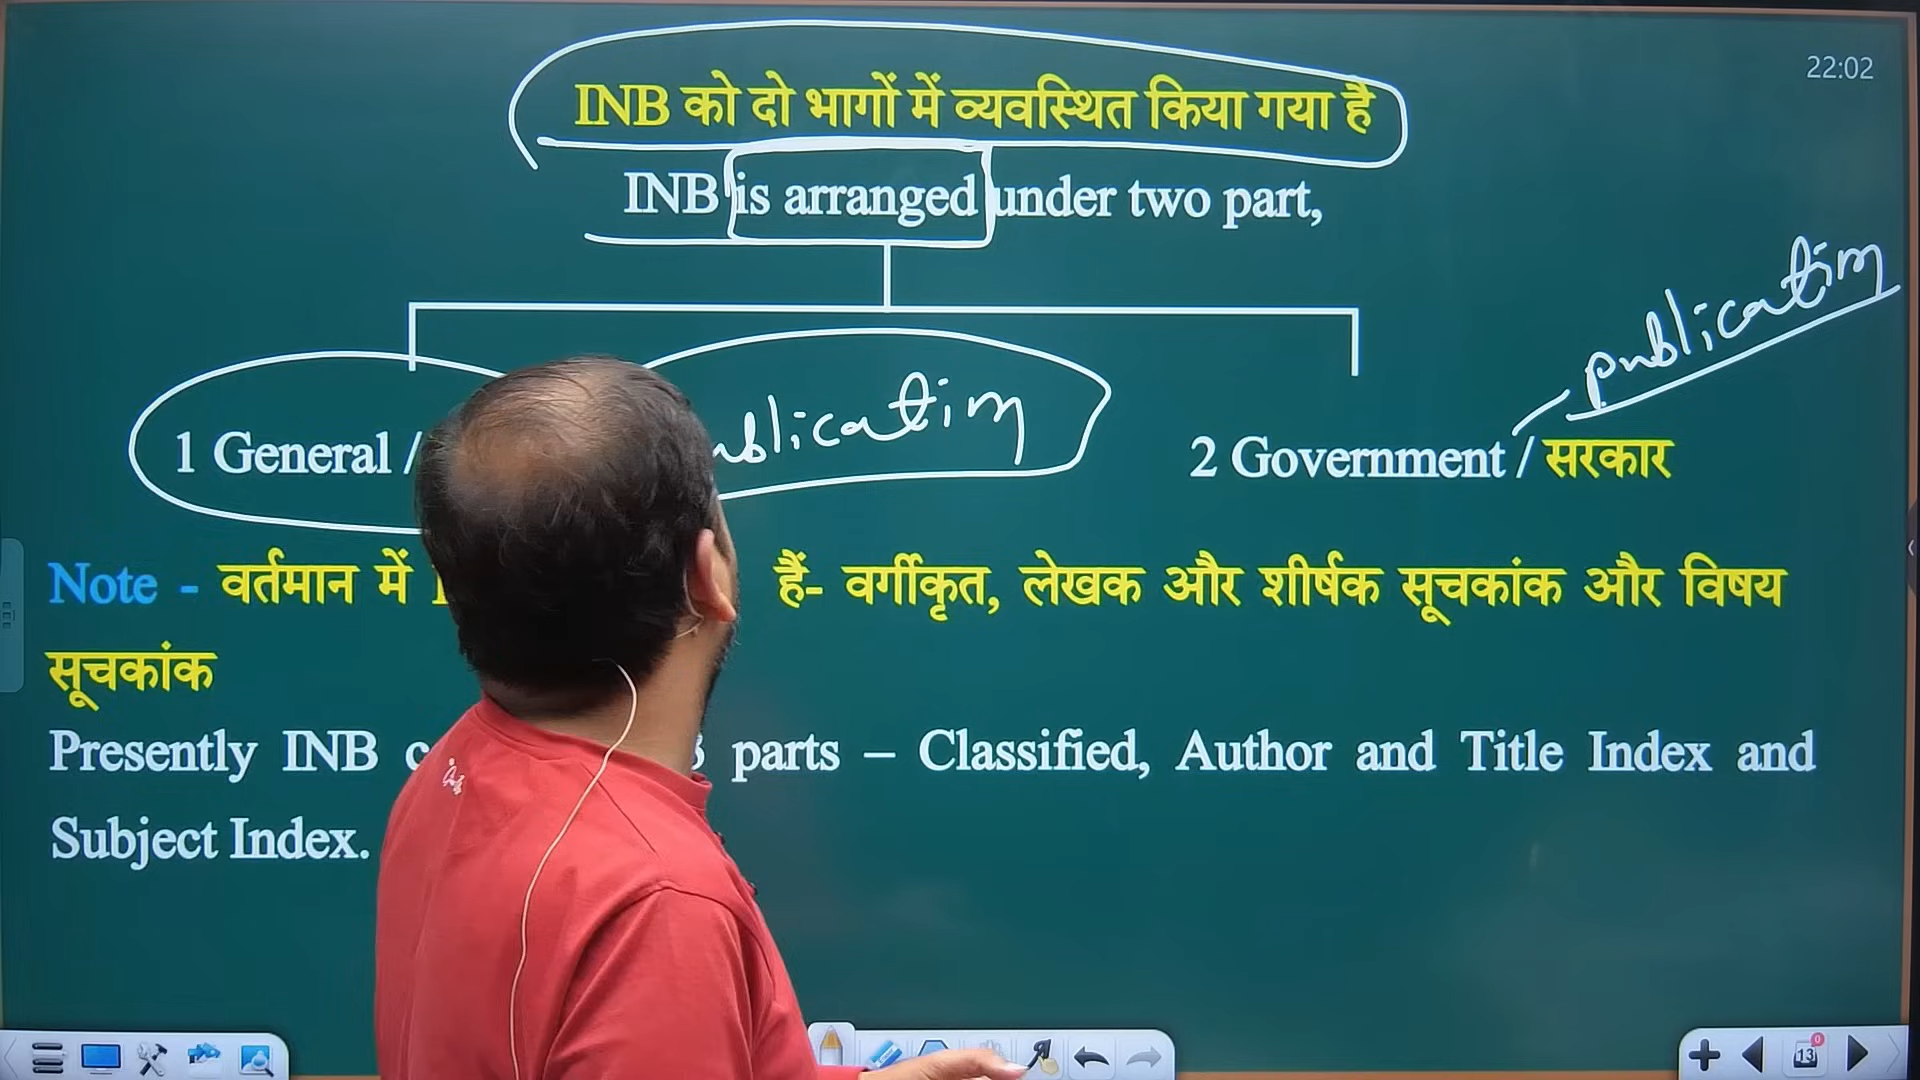 22:02
INB को दो भागों में व्यवस्थित किया गया है
INB is arranged under two part,
publication
1 General /
2 Government / सरकार
Note - वर्तमान में हैं- वर्गीकृत, लेखक और शीर्षक सूचकांक और विषय
सूचकांक
Presently INB parts – Classified, Author and Title Index and
Subject Index.
13
0